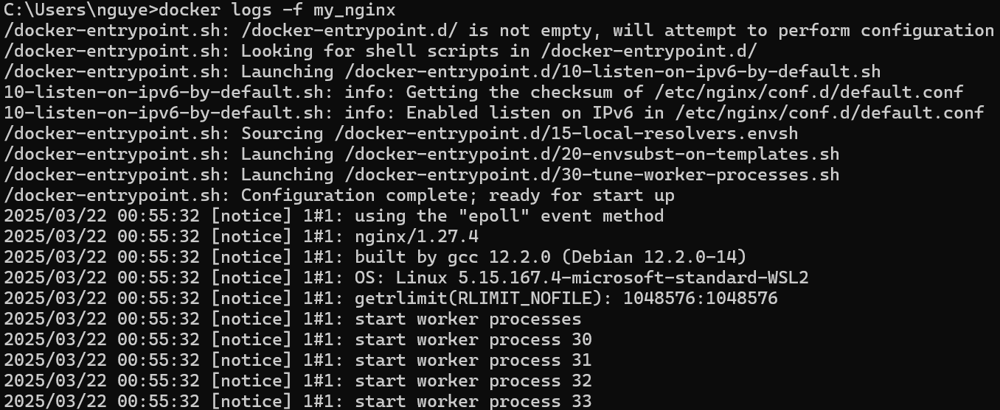 C:\Users\nguye>docker logs -f my_nginx
/docker-entrypoint.sh: /docker-entrypoint.d/ is not empty, will attempt to perform configuration
/docker-entrypoint.sh: Looking for shell scripts in /docker-entrypoint.d/
/docker-entrypoint.sh: Launching /docker-entrypoint.d/10-listen-on-ipv6-by-default.sh
10-listen-on-ipv6-by-default.sh: info: Getting the checksum of /etc/nginx/conf.d/default.conf
10-listen-on-ipv6-by-default.sh: info: Enabled listen on IPv6 in /etc/nginx/conf.d/default.conf
/docker-entrypoint.sh: Sourcing /docker-entrypoint.d/15-local-resolvers.envsh
/docker-entrypoint.sh: Launching /docker-entrypoint.d/20-envsubst-on-templates.sh
/docker-entrypoint.sh: Launching /docker-entrypoint.d/30-tune-worker-processes.sh
/docker-entrypoint.sh: Configuration complete; ready for start up
2025/03/22 00:55:32 [notice] 1#1: using the "epoll" event method
2025/03/22 00:55:32 [notice] 1#1: nginx/1.27.4
2025/03/22 00:55:32 [notice] 1#1: built by gcc 12.2.0 (Debian 12.2.0-14)
2025/03/22 00:55:32 [notice] 1#1: OS: Linux 5.15.167.4-microsoft-standard-WSL2
2025/03/22 00:55:32 [notice] 1#1: getrlimit(RLIMIT_NOFILE): 1048576:1048576
2025/03/22 00:55:32 [notice] 1#1: start worker processes
2025/03/22 00:55:32 [notice] 1#1: start worker process 30
2025/03/22 00:55:32 [notice] 1#1: start worker process 31
2025/03/22 00:55:32 [notice] 1#1: start worker process 32
2025/03/22 00:55:32 [notice] 1#1: start worker process 33